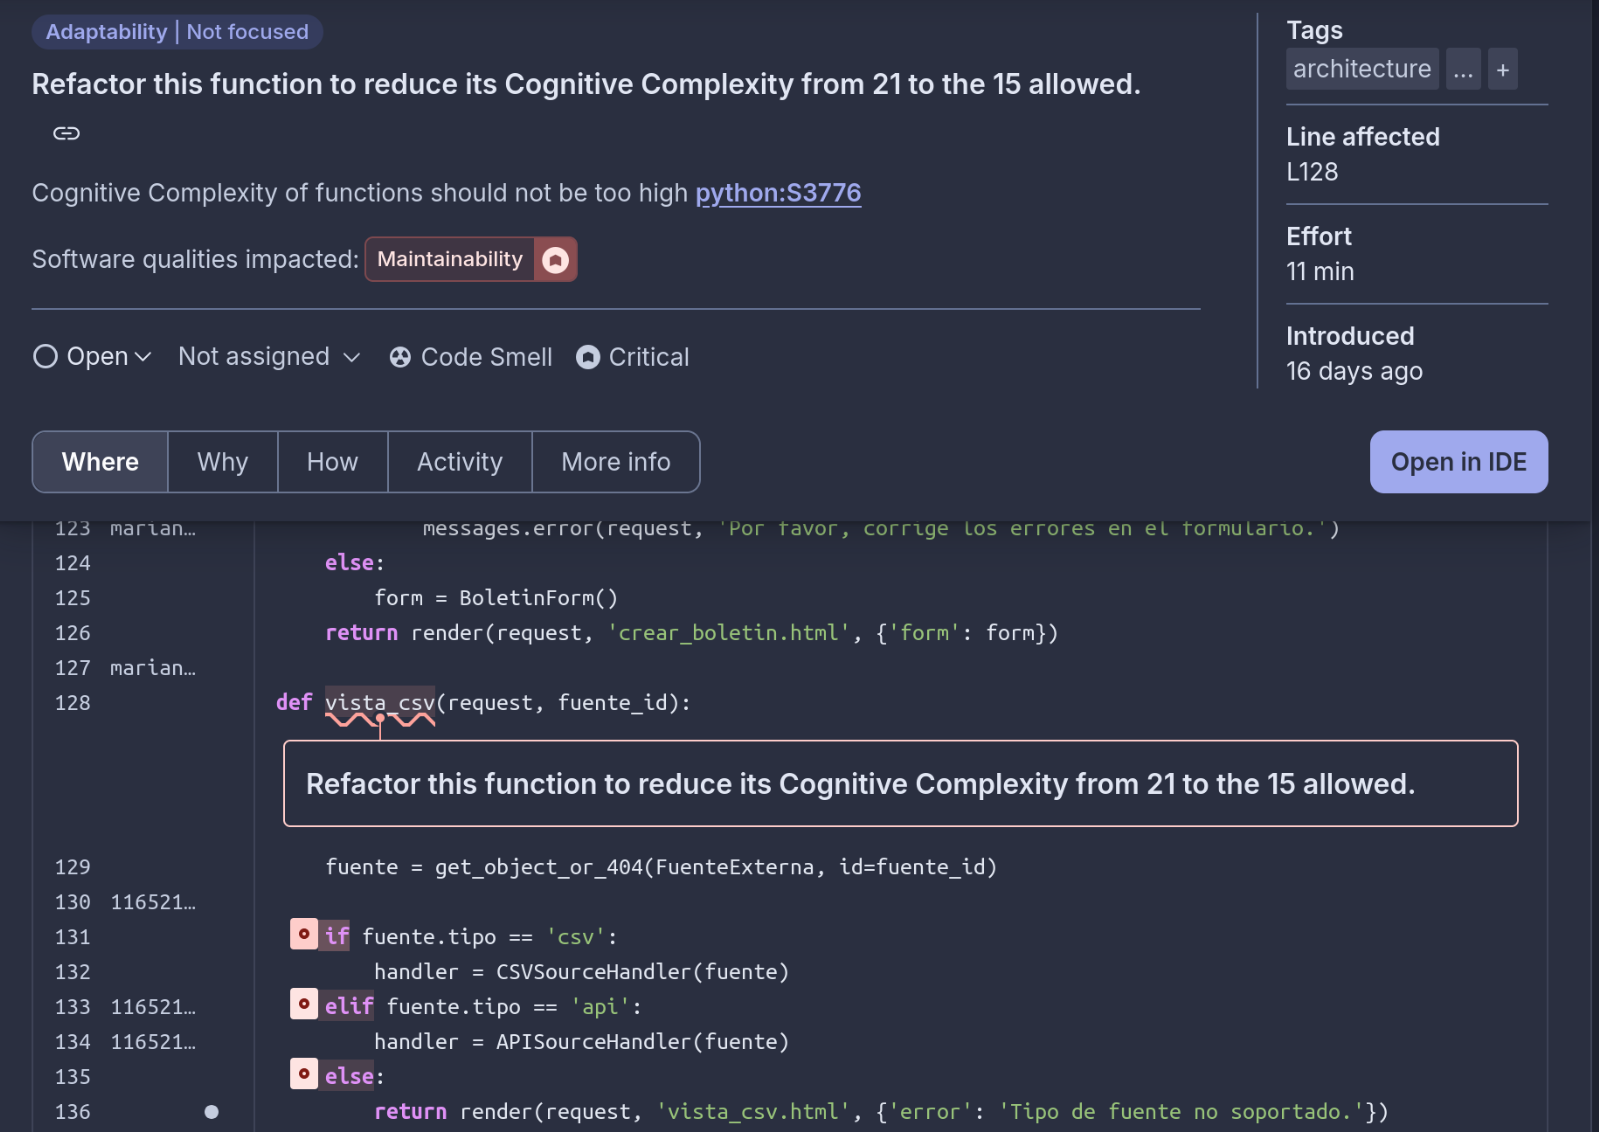 Adaptability | Not focused
Refactor this function to reduce its Cognitive Complexity from 21 to the 15 allowed.
Cognitive Complexity of functions should not be too high python:S3776
Software qualities impacted: Maintainability
Open Not assigned Code Smell Critical
Tags
architecture ... +
Line affected
L128
Effort
11 min
Introduced
16 days ago
Where Why How Activity More info
Open in IDE
123 marian… messages.error(request, 'Por favor, corrige los errores en el formulario.')
124 else:
125 form = BoletinForm()
126 return render(request, 'crear_boletin.html', {'form': form})
127 marian…
128 def vista_csv(request, fuente_id):
Refactor this function to reduce its Cognitive Complexity from 21 to the 15 allowed.
129 fuente = get_object_or_404(FuenteExterna, id=fuente_id)
130 116521…
131 if fuente.tipo == 'csv':
132 handler = CSVSourceHandler(fuente)
133 116521… elif fuente.tipo == 'api':
134 116521… handler = APISourceHandler(fuente)
135 else:
136 return render(request, 'vista_csv.html', {'error': 'Tipo de fuente no soportado.'})